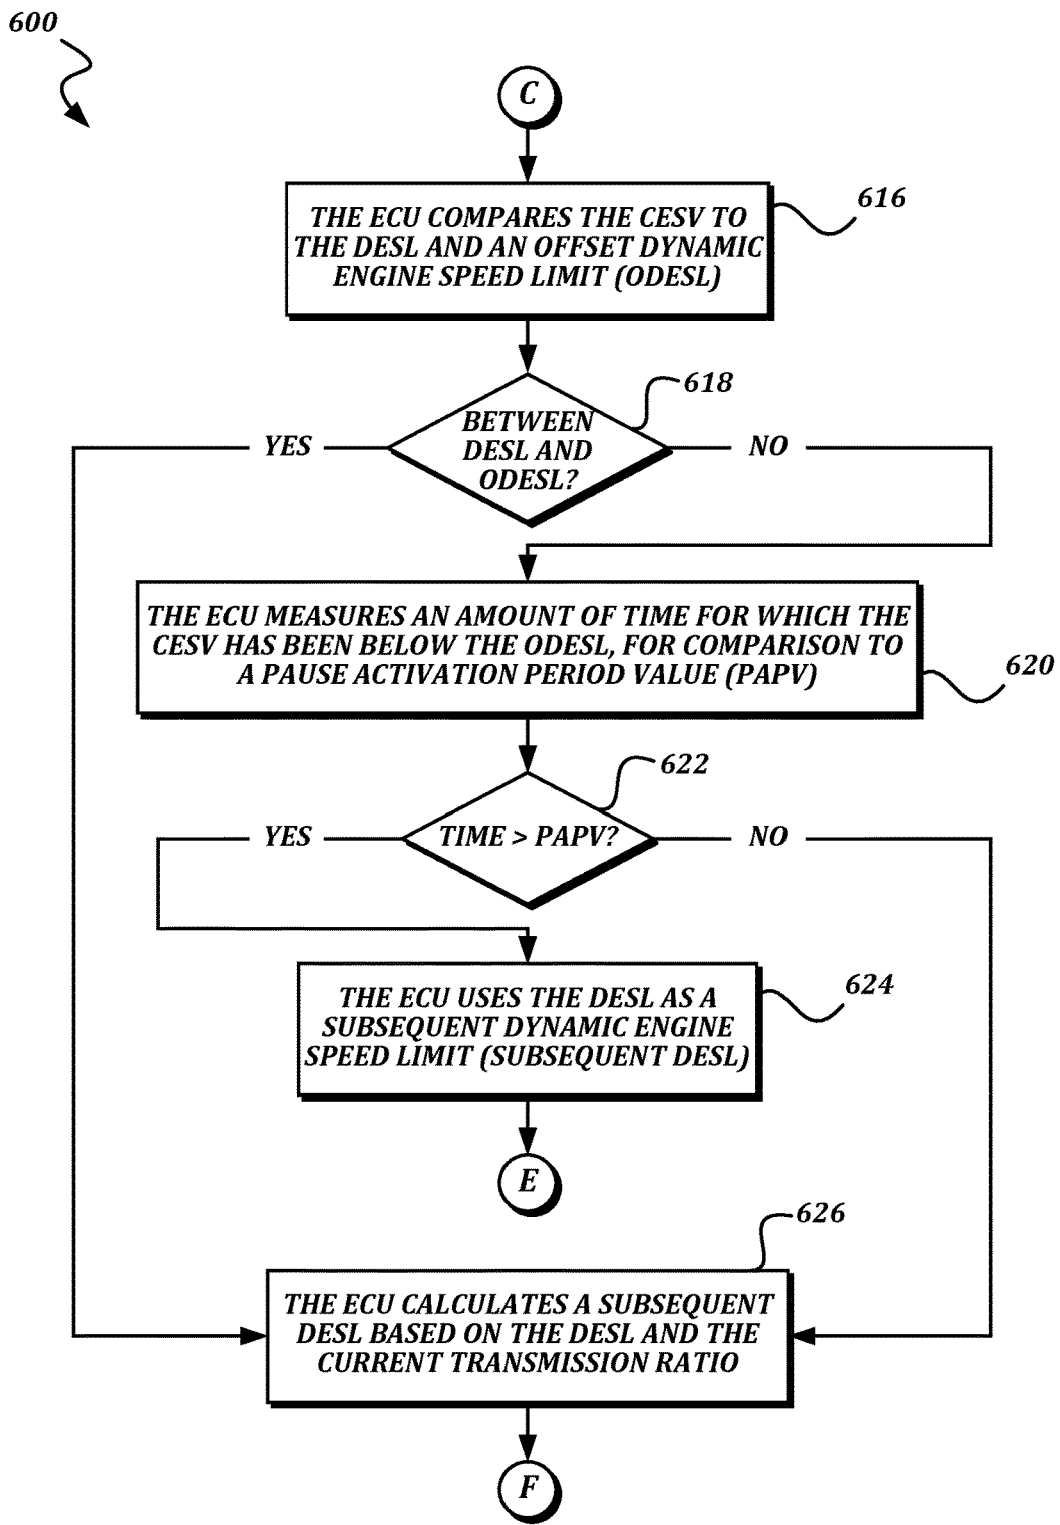 600
C
THE ECU COMPARES THE CESV TO
THE DESL AND AN OFFSET DYNAMIC
ENGINE SPEED LIMIT (ODESL)
616
618
BETWEEN
DESL AND
ODESL?
YES
NO
THE ECU MEASURES AN AMOUNT OF TIME FOR WHICH THE
CESV HAS BEEN BELOW THE ODESL, FOR COMPARISON TO
A PAUSE ACTIVATION PERIOD VALUE (PAPV)
620
622
YES
TIME > PAPV?
NO
THE ECU USES THE DESL AS A
SUBSEQUENT DYNAMIC ENGINE
SPEED LIMIT (SUBSEQUENT DESL)
624
E
626
THE ECU CALCULATES A SUBSEQUENT
DESL BASED ON THE DESL AND THE
CURRENT TRANSMISSION RATIO
F